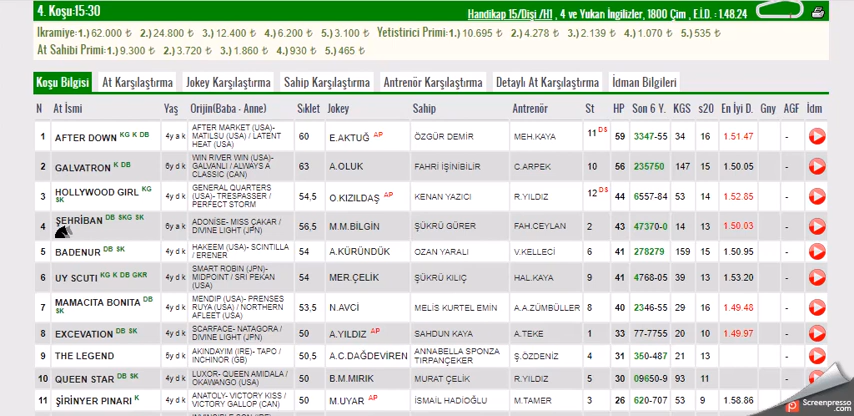 4. Koşu:15:30
Handikap 15/Dişi /H1 , 4 ve Yukarı İngilizler, 1800 Çim , E.İ.D. : 1.48.24
Ikramiye: 1.) 62.000 ₺ 2.) 24.800 ₺ 3.) 12.400 ₺ 4.) 6.200 ₺ 5.) 3.100 ₺ Yetistirici Primi: 1.) 10.695 ₺ 2.) 4.278 ₺ 3.) 2.139 ₺ 4.) 1.070 ₺ 5.) 535 ₺
At Sahibi Primi: 1.) 9.300 ₺ 2.) 3.720 ₺ 3.) 1.860 ₺ 4.) 930 ₺ 5.) 465 ₺
Koşu Bilgisi At Karşılaştırma Jokey Karşılaştırma Sahip Karşılaştırma Antrenör Karşılaştırma Detaylı At Karşılaştırma İdman Bilgileri
N At İsmi Yaş Orijin(Baba - Anne) Sıklet Jokey Sahip Antrenör St HP Son 6 Y. KGS s20 En İyi D. Gny AGF İdm
1 AFTER DOWN KG K DB 4y a k AFTER MARKET (USA)- MATILSU (USA) / LATENT HEAT (USA) 60 E.AKTUĞ AP ÖZGÜR DEMİR MEH.KAYA 11 DS 59 3347-55 34 16 1.51.47 -
2 GALVATRON K DB 6y d k WIN RIVER WIN (USA)- GALVANLI / ALWAYS A CLASSIC (CAN) 63 A.OLUK FAHRİ İŞİNİBİLİR C.ARPEK 10 56 235750 147 15 1.50.05 -
3 HOLLYWOOD GIRL KG SK 4y d k GENERAL QUARTERS (USA)- TRESPASSER / PERFECT STORM 54,5 O.KIZILDAŞ AP KENAN YAZICI R.YILDIZ 12 DS 44 6557-84 53 14 1.52.85 -
4 ŞEHRİBAN DB SKG SK 6y a k ADONİSE- MISS ÇAKAR / DIVINE LIGHT (JPN) 56,5 M.M.BİLGİN ŞÜKRÜ GÜRER FAH.CEYLAN 2 43 47370-0 14 13 1.50.03 -
5 BADENUR DB SK 5y d k HAKEEM (USA)- SCINTILLA / ERENER 54 A.KÜRÜNDÜK OZAN YARALI V.KELLECİ 6 41 278279 159 15 1.50.95 -
6 UY SCUTI KG K DB GKR 4y d k SMART ROBIN (JPN)- MIDPOINT / SRI PEKAN (USA) 54 MER.ÇELİK ŞÜKRÜ KILIÇ HAL.KAYA 9 41 4768-05 39 13 1.53.20 -
7 MAMACITA BONITA DB SK 4y d k MENDIP (USA)- PRENSES RUYA (USA) / NORTHERN AFLEET (USA) 53,5 N.AVCİ MELIS KURTEL EMİN A.A.ZÜMBÜLLER 8 40 2346-55 29 16 1.49.48 -
8 EXCEVATION DB SK 4y d k SCARFACE- NATAGORA / DIVINE LIGHT (JPN) 50 A.YILDIZ AP SAHDUN KAYA A.TEKE 1 33 77-7755 20 10 1.49.97 -
9 THE LEGEND 5y d k AKINDAYIM (IRE)- TAPO / INCHINOR (GB) 50,5 A.C.DAĞDEVİREN ANNABELLA SPONZA TIRPANÇEKER Ş.ÖZDENİZ 4 31 350-487 21 13 -
10 QUEEN STAR DB SK 4y d k LUXOR- QUEEN AMIDALA / OKAWANGO (USA) 50 B.M.MIRIK MURAT ÇELİK R.YILDIZ 5 30 09650-9 93 11 -
11 ŞİRİNYER PINARI K 4y d k ANATOLY- VICTORY KISS / VICTORY GALLOP (CAN) 50 M.UYAR AP İSMAİL HADİOĞLU M.TAMER 3 26 620-707 53 9 1.58.86 -
Screenpresso
.com